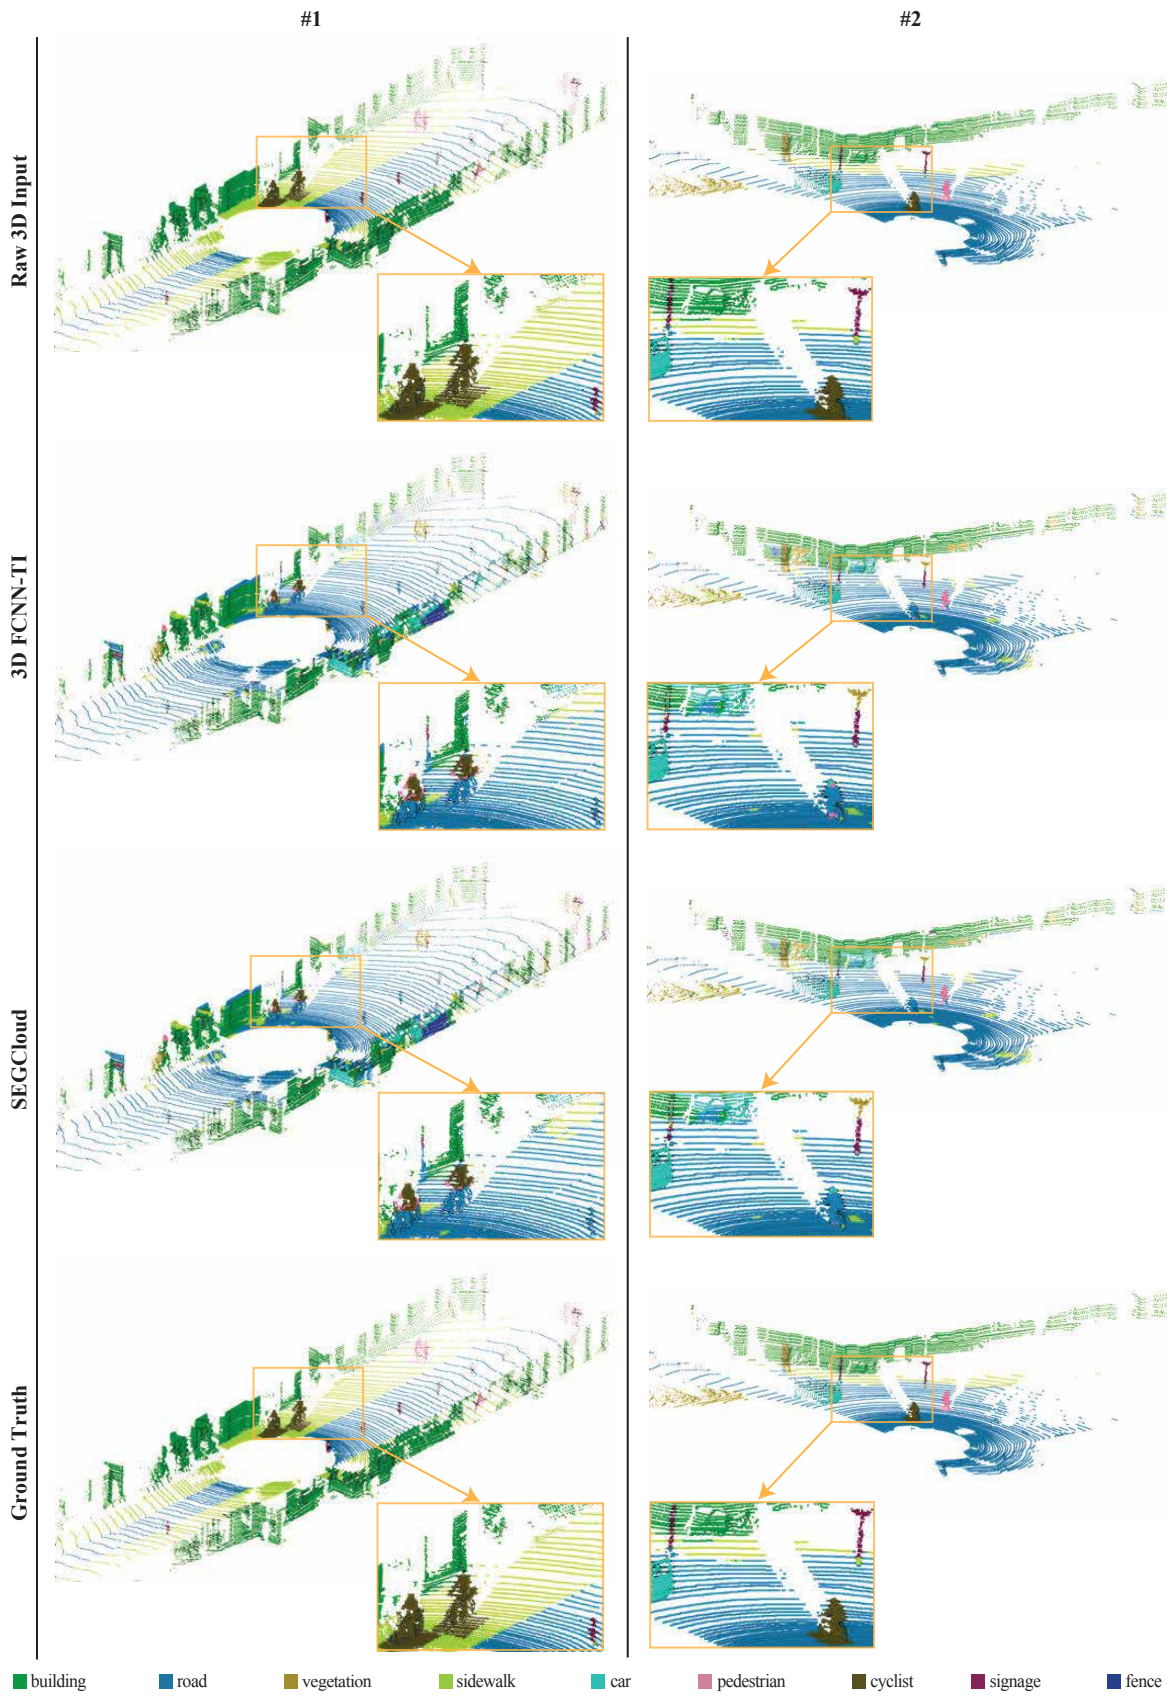 #1 #2
Raw 3D Input
3D FCNN-TI
SEGCloud
Ground Truth
building road vegetation sidewalk car pedestrian cyclist signage fence